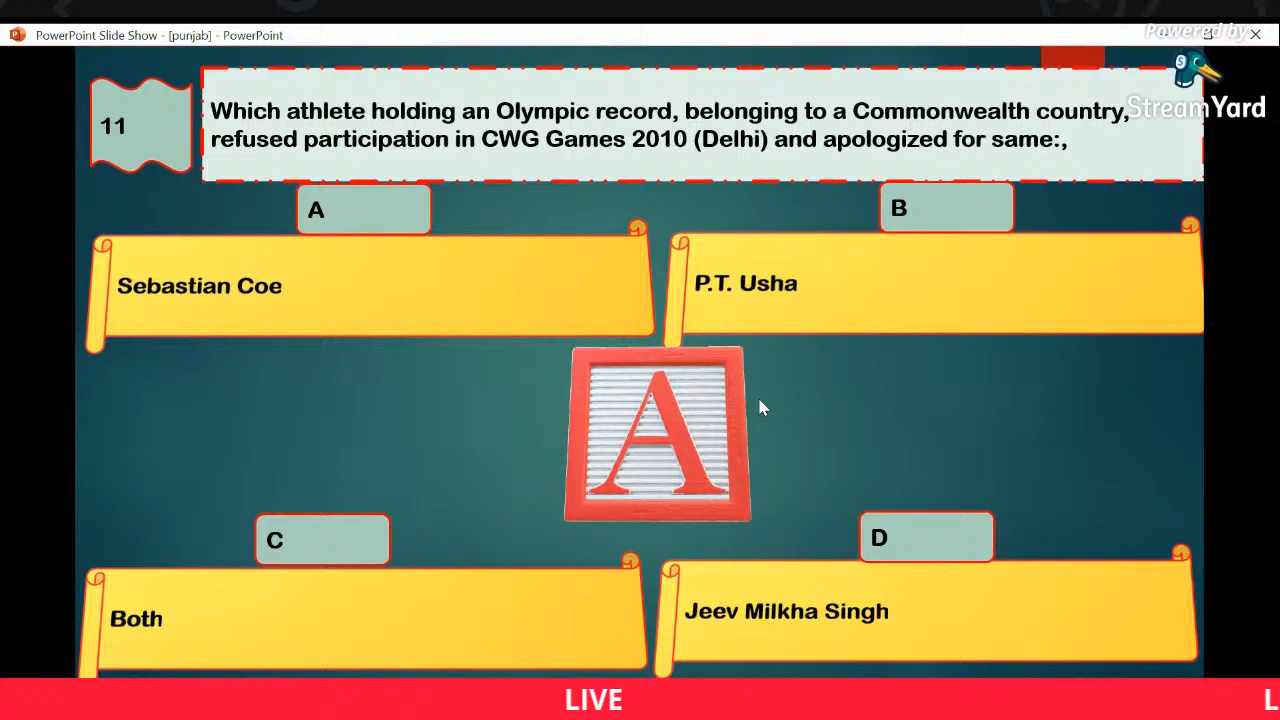 PowerPoint Slide Show - [punjab] - PowerPoint
Powered by
StreamYard
11
Which athlete holding an Olympic record, belonging to a Commonwealth country,
refused participation in CWG Games 2010 (Delhi) and apologized for same:,
A
B
Sebastian Coe
P.T. Usha
A
C
D
Both
Jeev Milkha Singh
LIVE
L